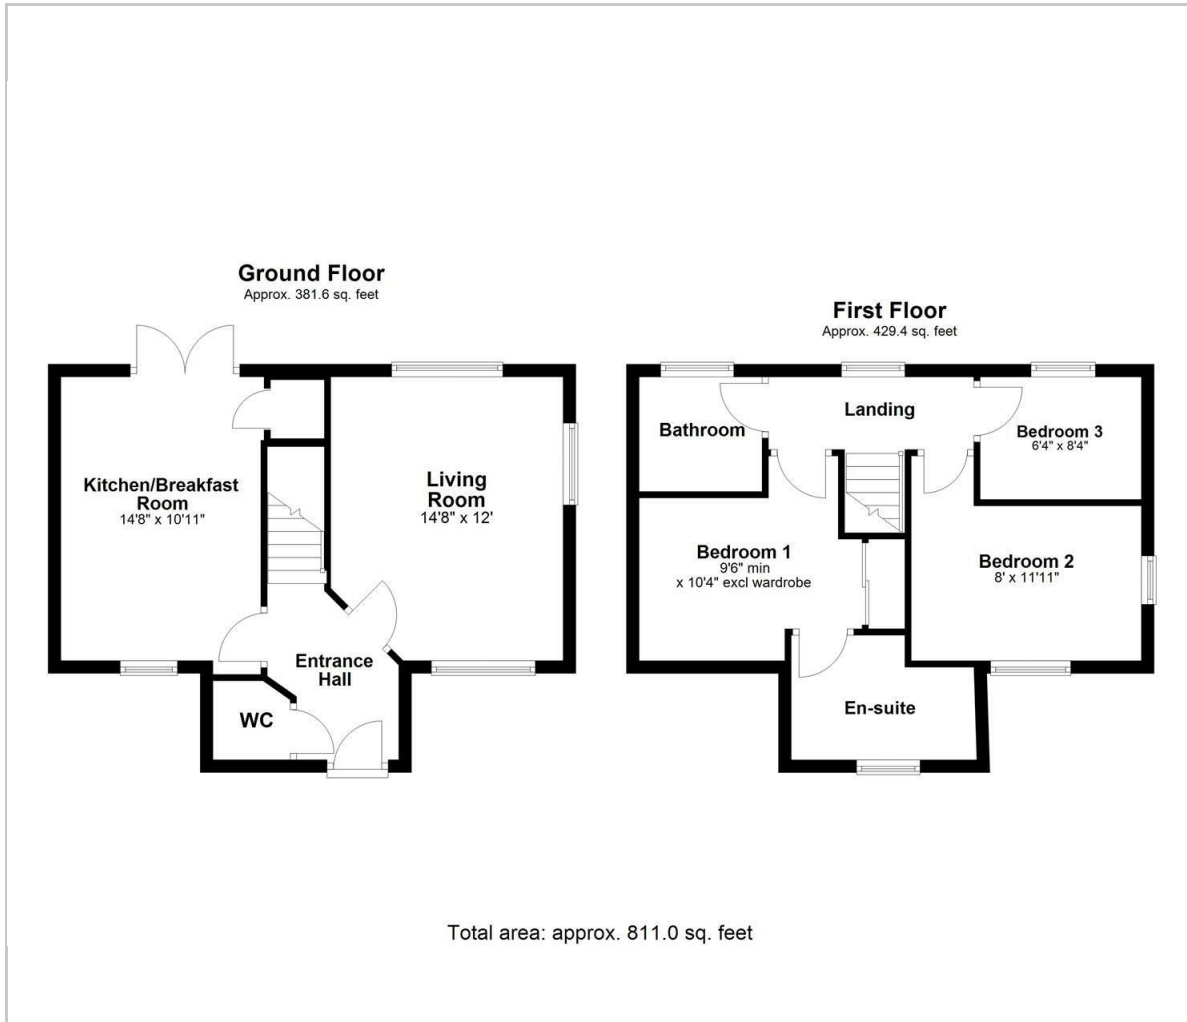 Ground Floor
Approx. 381.6 sq. feet
Kitchen/Breakfast
Room
14'8" x 10'11"
Living
Room
14'8" x 12'
Entrance
Hall
WC
First Floor
Approx. 429.4 sq. feet
Bathroom
Landing
Bedroom 3
6'4" x 8'4"
Bedroom 1
9'6" min
x 10'4" excl wardrobe
Bedroom 2
8' x 11'11"
En-suite
Total area: approx. 811.0 sq. feet